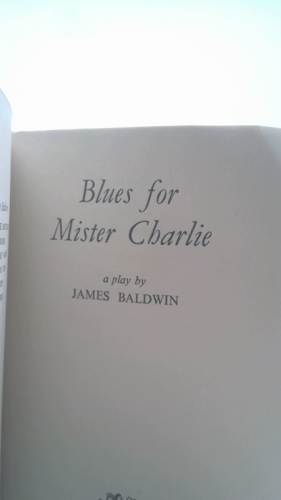 Blues for
Mister Charlie
a play by
JAMES BALDWIN